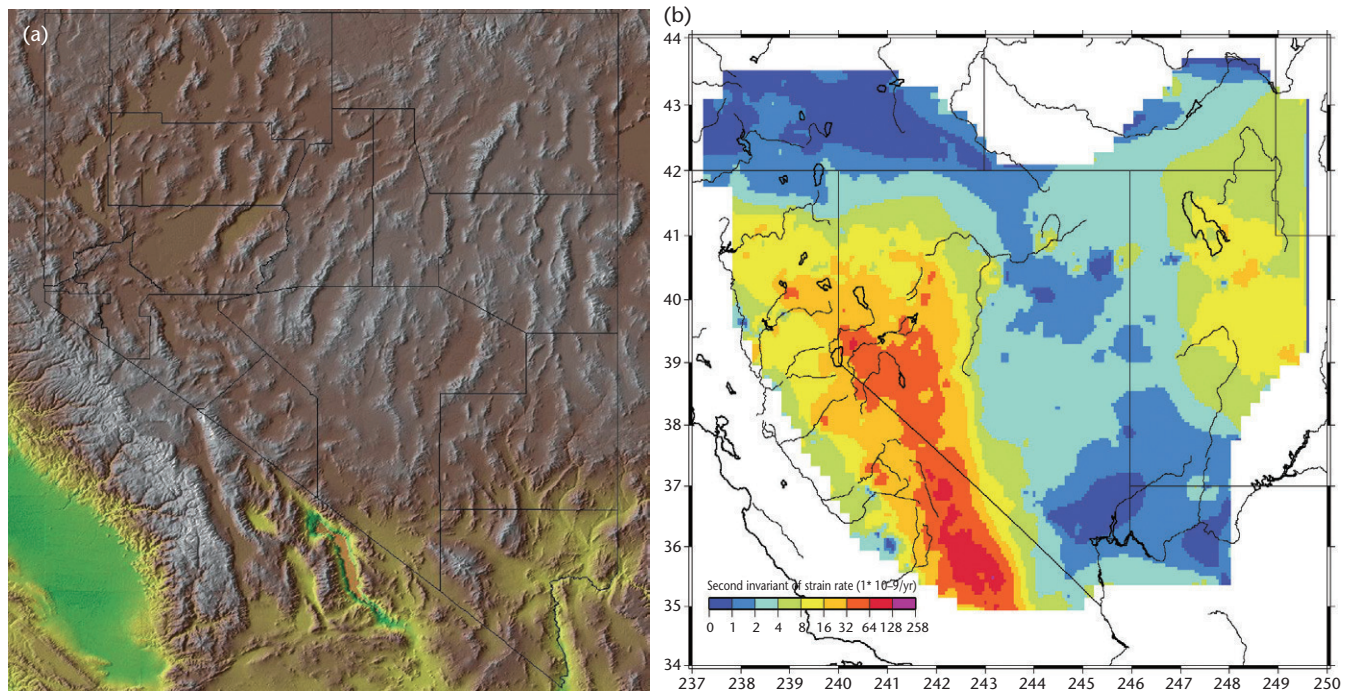 (a)
(b)
44
43
42
41
40
39
38
37
36
35
34
Second invariant of strain rate (1* 10–9/yr)
0 1 2 4 8 16 32 64 128 258
237 238 239 240 241 242 243 244 245 246 247 248 249 250